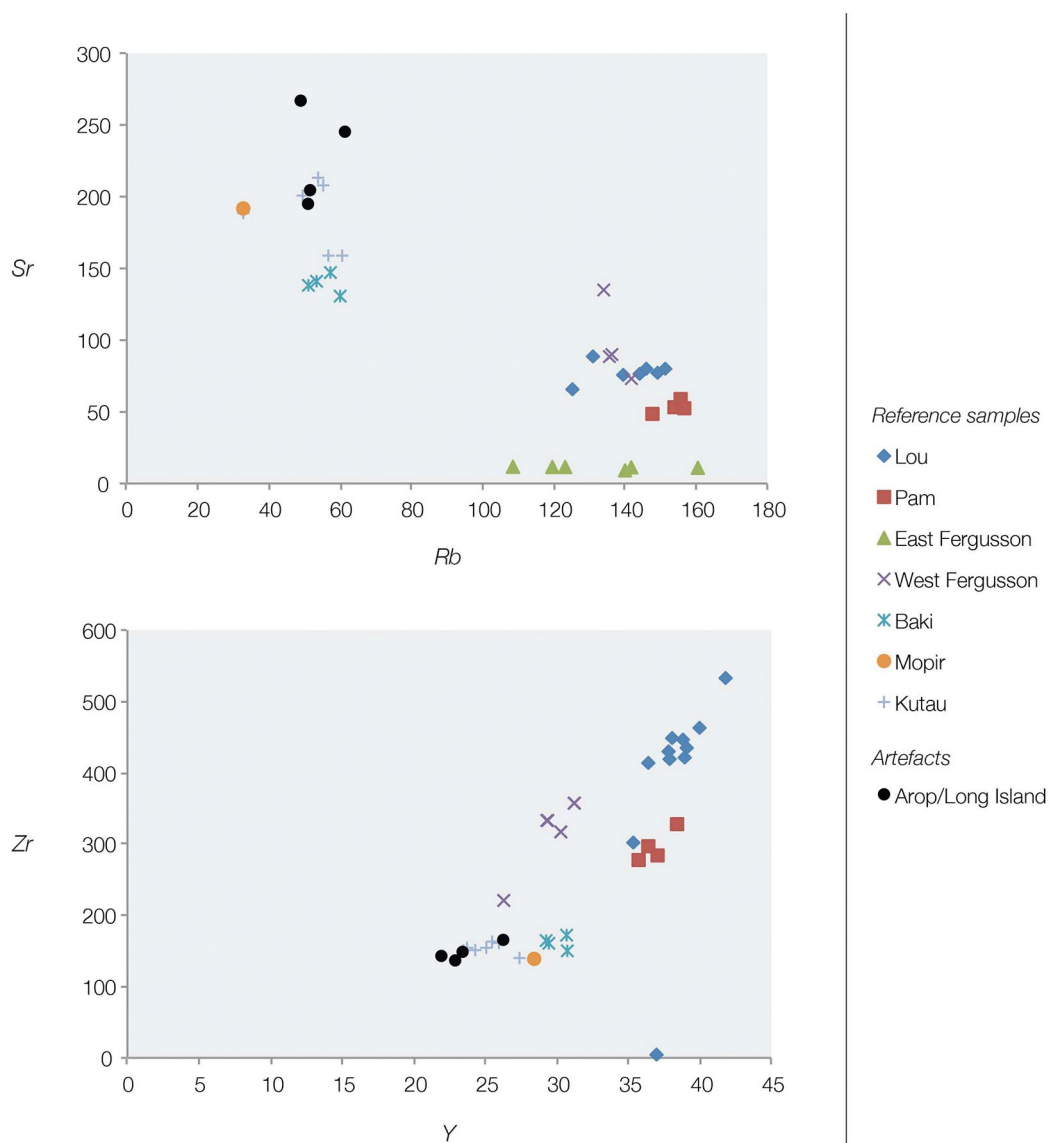 300
250
200
150
100
50
0
Sr
0 20 40 60 80 100 120 140 160 180
Rb
600
500
400
300
200
100
0
Zr
0 5 10 15 20 25 30 35 40 45
Y
Reference samples
Lou
Pam
East Fergusson
West Fergusson
Baki
Mopir
Kutau
Artefacts
Arop/Long Island